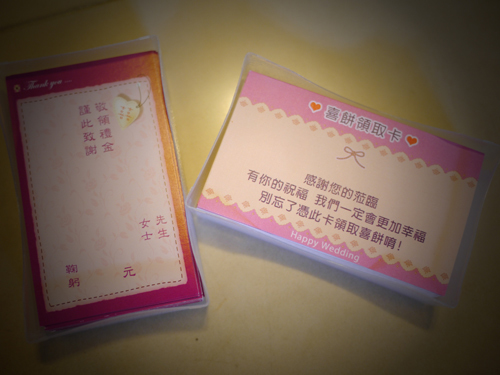 Thank you ...
敬領禮金
謹此致謝
先生
女士
元
鞠躬
喜餅領取卡
感謝您的蒞臨
有你的祝福 我們一定會更加幸福
別忘了憑此卡領取喜餅唷!
Happy Wedding